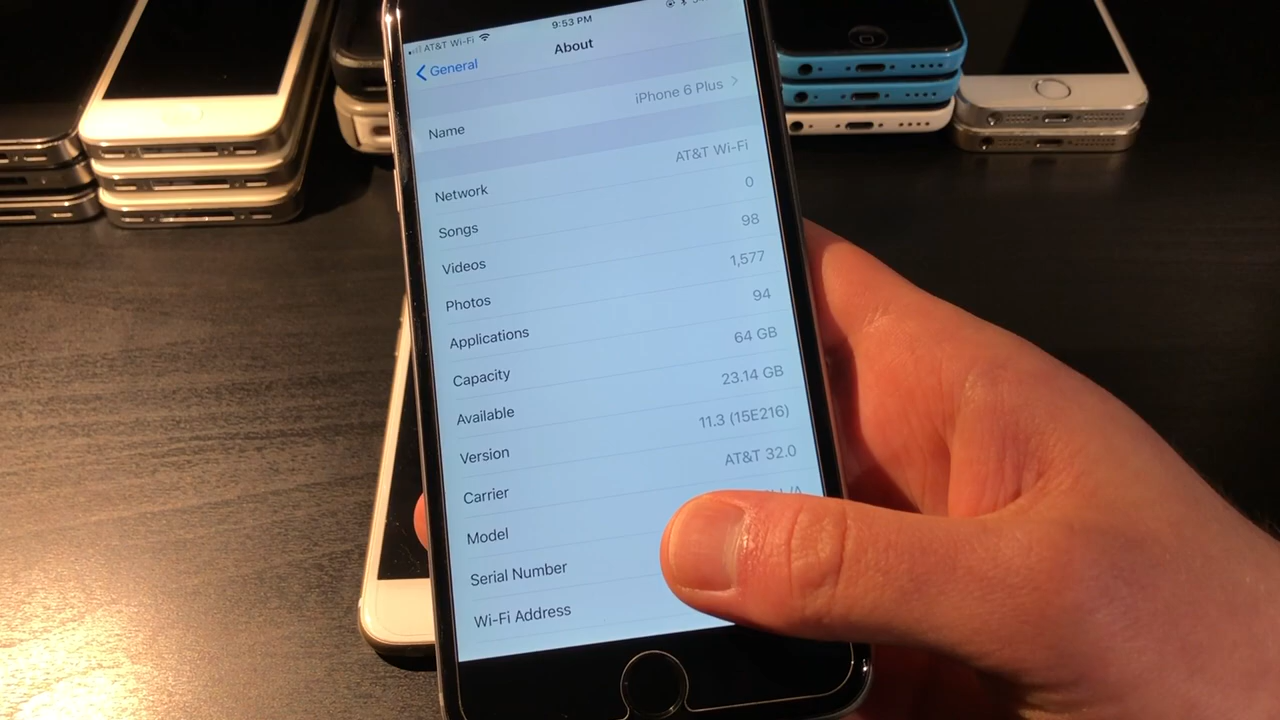 AT&T Wi-Fi 9:53 PM
General About
Name iPhone 6 Plus
Network AT&T Wi-Fi
Songs 0
Videos 98
Photos 1,577
Applications 94
Capacity 64 GB
Available 23.14 GB
Version 11.3 (15E216)
Carrier AT&T 32.0
Model
Serial Number
Wi-Fi Address